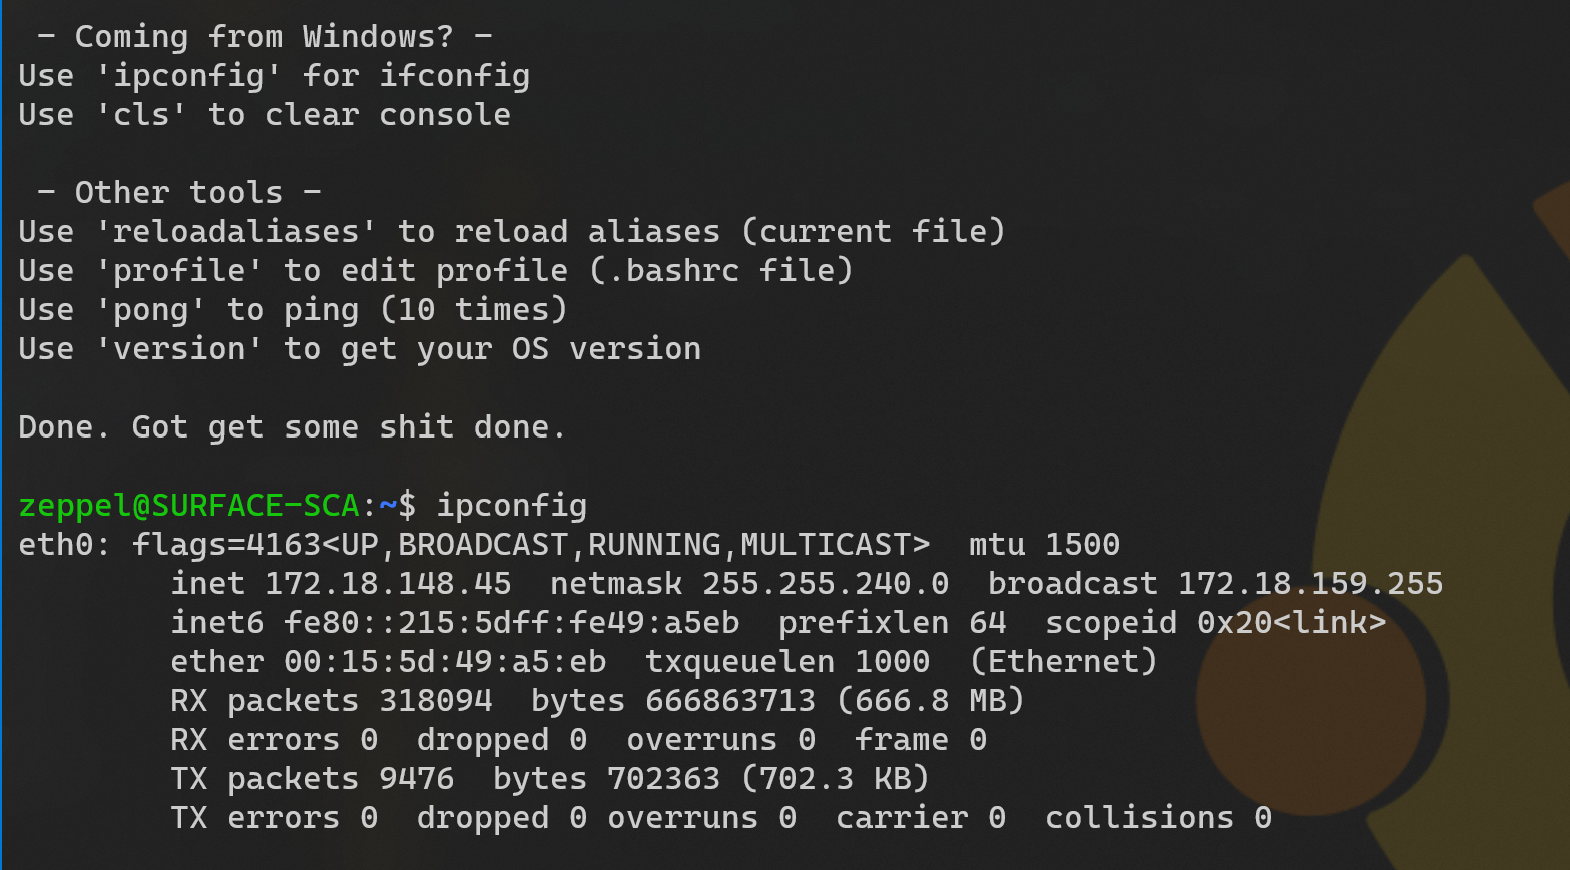 - Coming from Windows? -
Use 'ipconfig' for ifconfig
Use 'cls' to clear console
- Other tools -
Use 'reloadaliases' to reload aliases (current file)
Use 'profile' to edit profile (.bashrc file)
Use 'pong' to ping (10 times)
Use 'version' to get your OS version
Done. Got get some shit done.
zeppel@SURFACE-SCA:~$ ipconfig
eth0: flags=4163<UP,BROADCAST,RUNNING,MULTICAST>  mtu 1500
inet 172.18.148.45  netmask 255.255.240.0  broadcast 172.18.159.255
inet6 fe80::215:5dff:fe49:a5eb  prefixlen 64  scopeid 0x20<link>
ether 00:15:5d:49:a5:eb  txqueuelen 1000  (Ethernet)
RX packets 318094  bytes 666863713 (666.8 MB)
RX errors 0  dropped 0  overruns 0  frame 0
TX packets 9476  bytes 702363 (702.3 KB)
TX errors 0  dropped 0 overruns 0  carrier 0  collisions 0